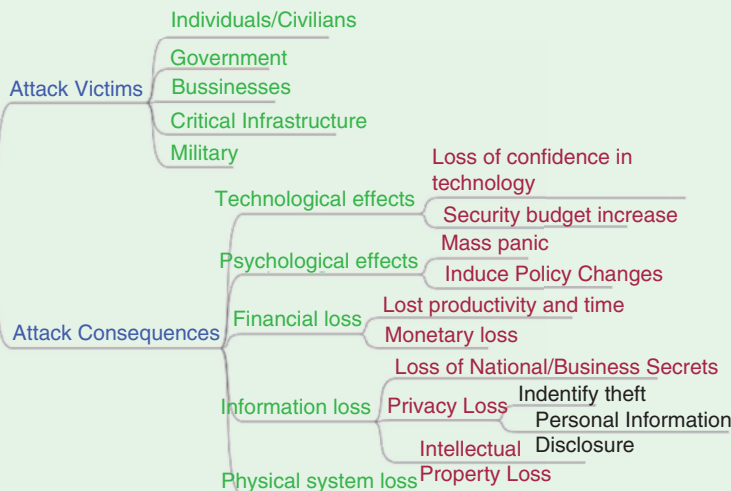 Individuals/Civilians
Government
Attack Victims
Bussinesses
Critical Infrastructure
Military
Loss of confidence in
technology
Technological effects
Security budget increase
Mass panic
Psychological effects
Induce Policy Changes
Lost productivity and time
Financial loss
Monetary loss
Attack Consequences
Loss of National/Business Secrets
Indentify theft
Privacy Loss
Information loss
Personal Information
Disclosure
Intellectual
Property Loss
Physical system loss